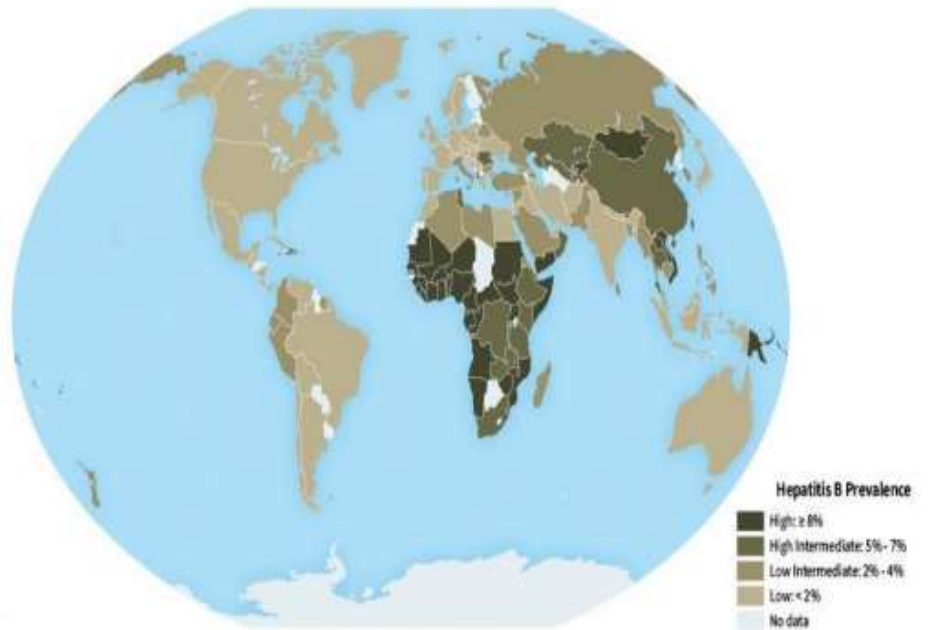 Hepatitis B Prevalence
High: ≥ 8%
High Intermediate: 5% - 7%
Low Intermediate: 2% - 4%
Low: < 2%
No data